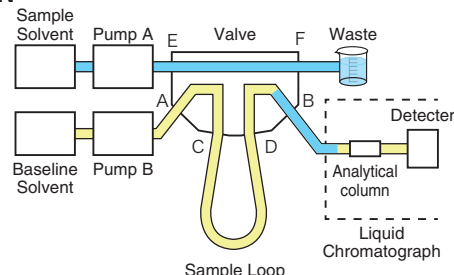 Sample
Solvent
Pump A
E
Valve
F
Waste
A
B
Detecter
C
D
Baseline
Solvent
Pump B
Analytical
column
Liquid
Chromatograph
Sample Loop